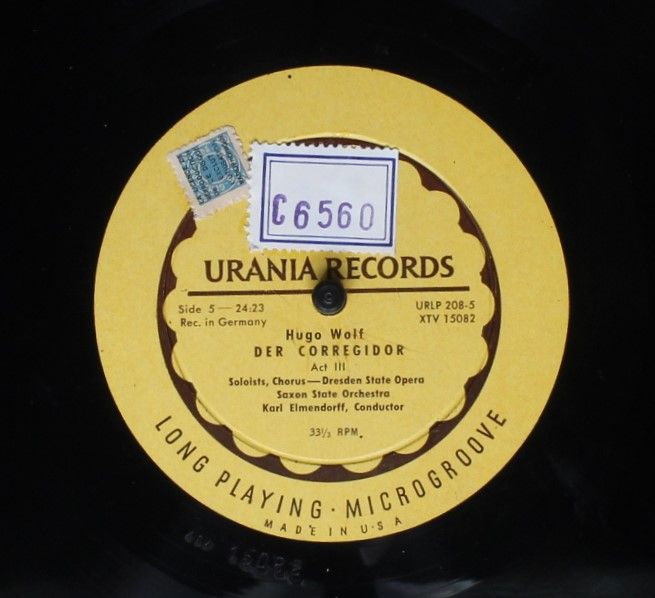 C6560
URANIA RECORDS
Side 5 — 24:23
Rec. in Germany
URLP 208-5
XTV 15082
Hugo Wolf
DER CORREGIDOR
Act III
Soloists, Chorus—Dresden State Opera
Saxon State Orchestra
Karl Elmendorff, Conductor
33⅓ RPM.
LONG PLAYING · MICROGROOVE
MADE IN U·S·A